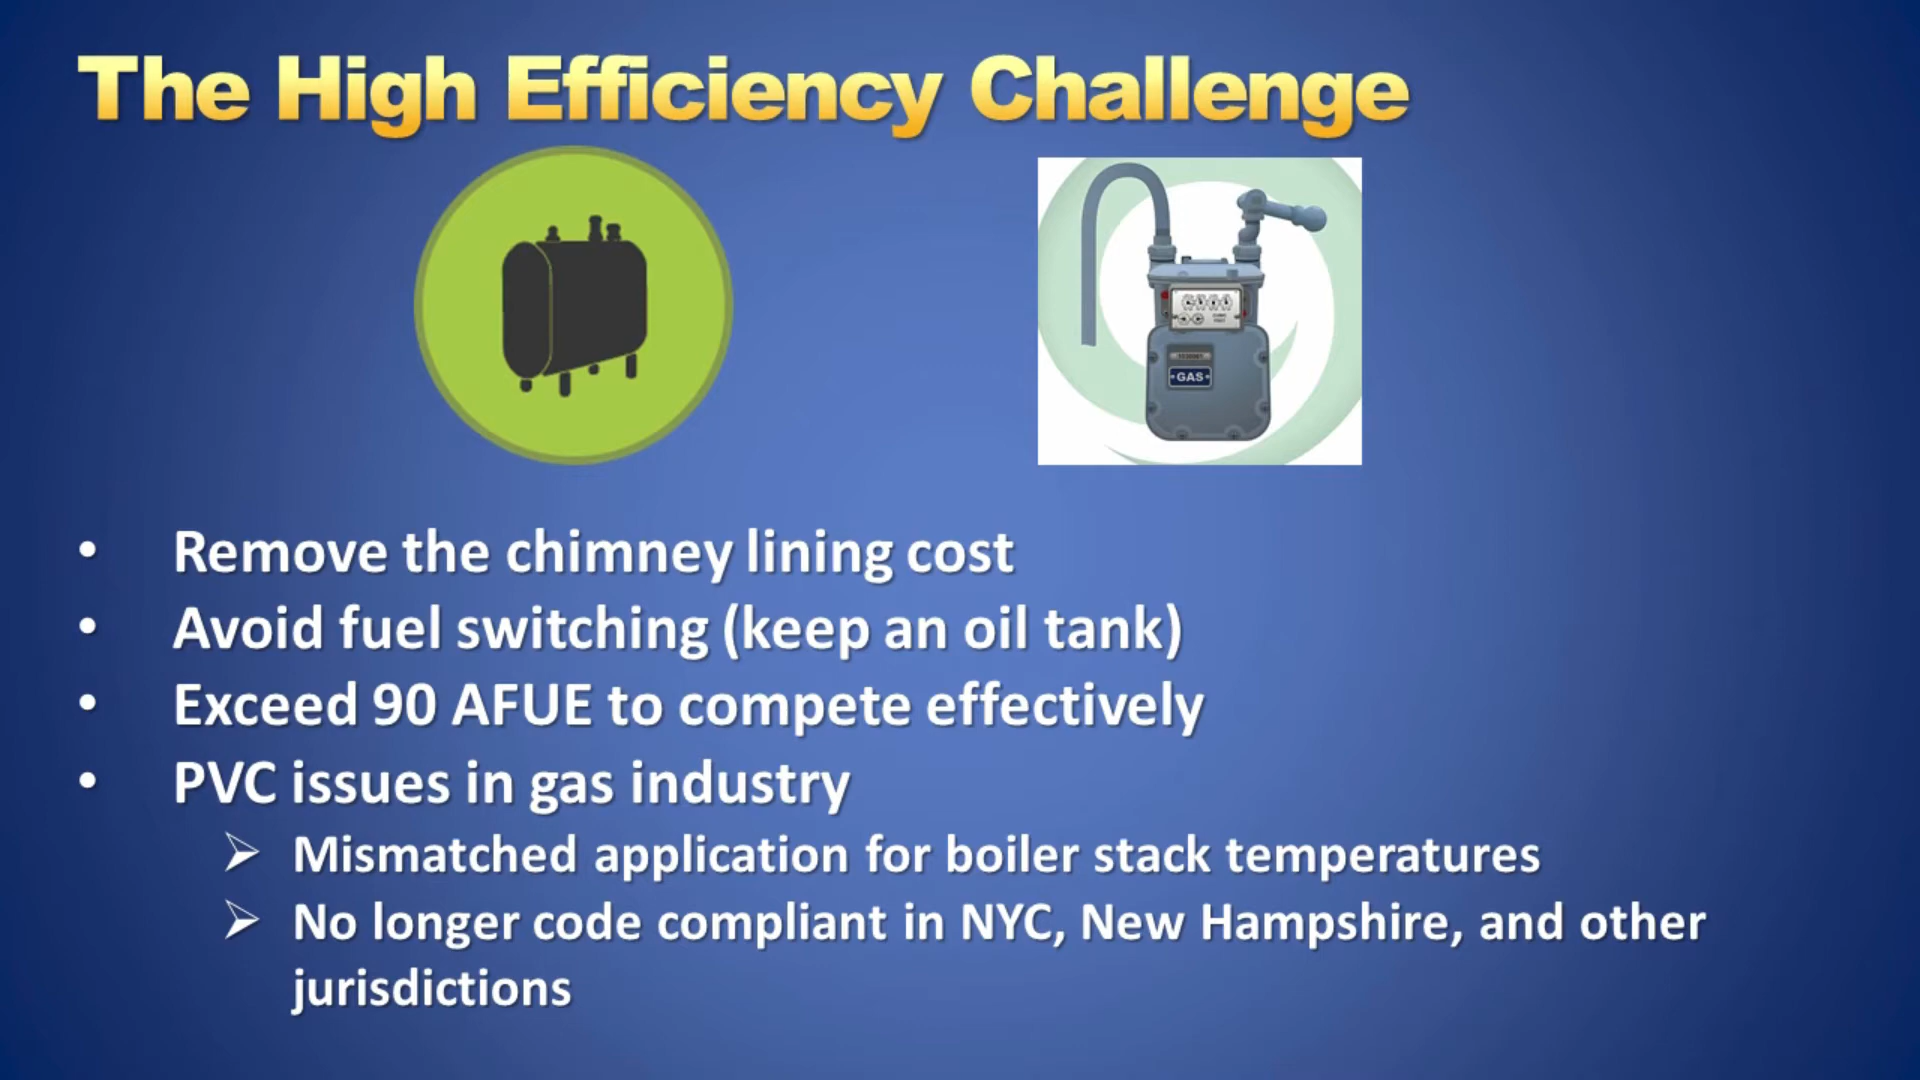 The High Efficiency Challenge
GAS
• Remove the chimney lining cost
• Avoid fuel switching (keep an oil tank)
• Exceed 90 AFUE to compete effectively
• PVC issues in gas industry
➢ Mismatched application for boiler stack temperatures
➢ No longer code compliant in NYC, New Hampshire, and other
jurisdictions